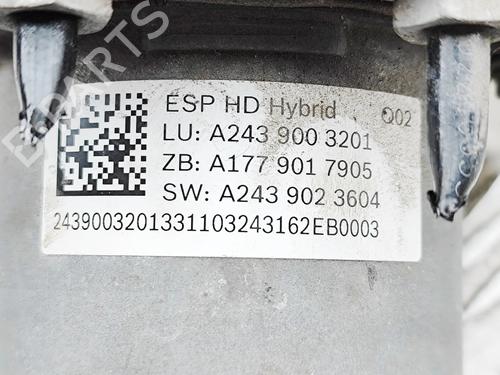 ESP HD Hybrid Q02
LU: A243 900 3201
ZB: A177 901 7905
SW: A243 902 3604
2439003201331103243162EB0003